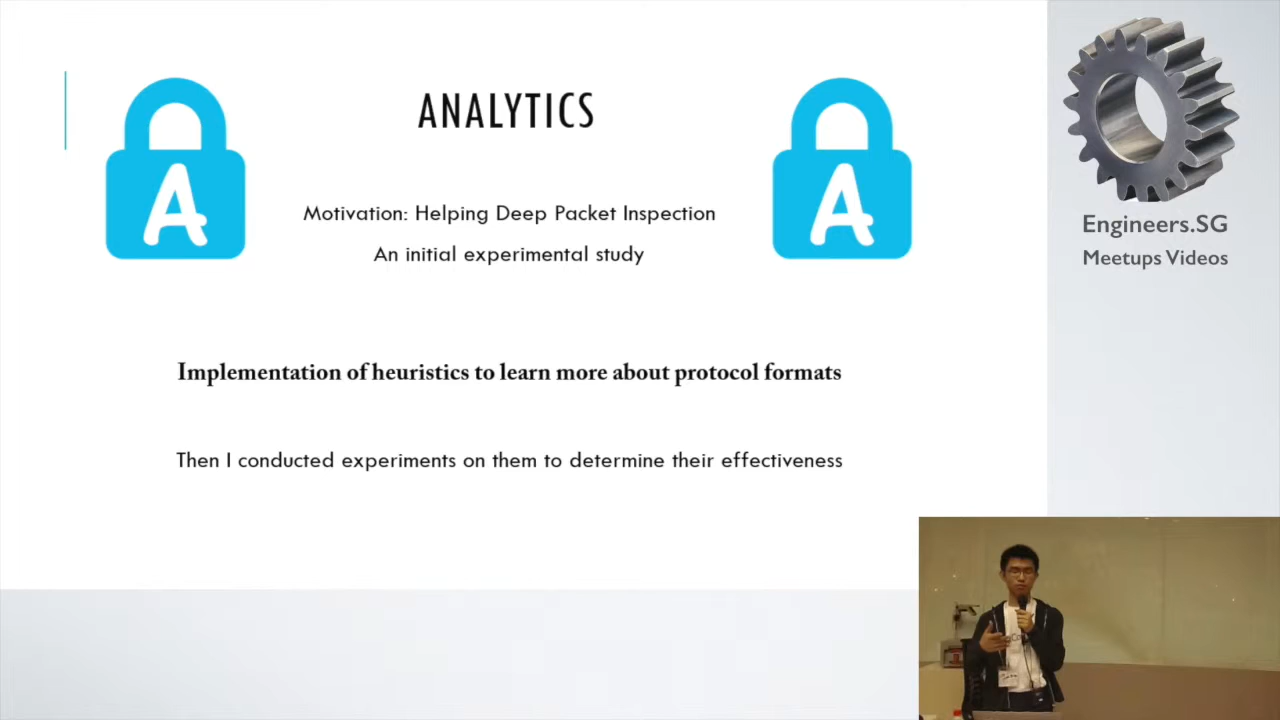 ANALYTICS
A
A
Motivation: Helping Deep Packet Inspection
An initial experimental study
Implementation of heuristics to learn more about protocol formats
Then I conducted experiments on them to determine their effectiveness
Engineers.SG
Meetups Videos